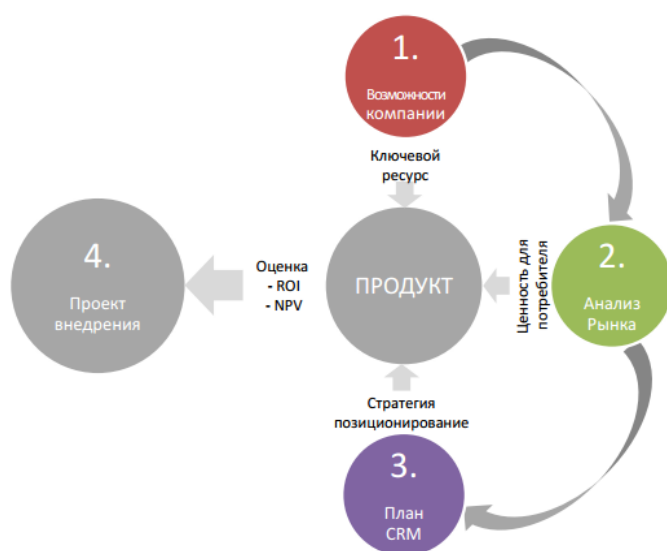 1.
Возможности
компании
Ключевой
ресурс
4.
Проект
внедрения
Оценка
- ROI
- NPV
ПРОДУКТ
Ценность для
потребителя
2.
Анализ
Рынка
Стратегия
позиционирование
3.
План
CRM